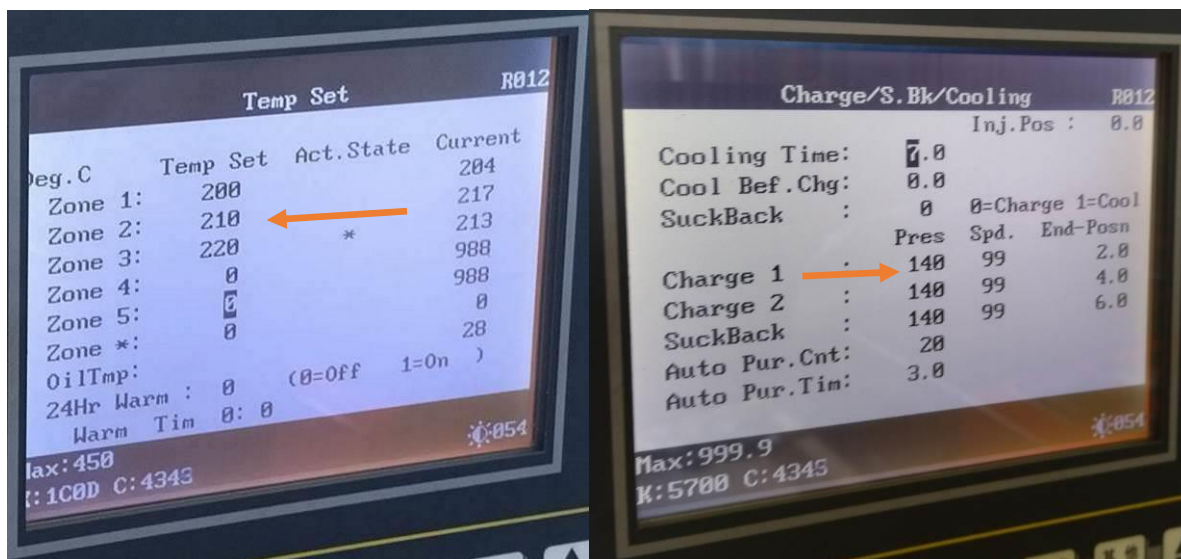 Temp Set R012
Deg.C Temp Set Act.State Current
Zone 1: 200 204
Zone 2: 210 217
Zone 3: 220 * 213
Zone 4: 0 988
Zone 5: 0 988
Zone *: 0 0
OilTmp: 28
24Hr Warm : 0 (0=Off 1=On )
Warm Tim 0: 0
Max:450
K:1C0D C:4343
054
Charge/S.Bk/Cooling R012
Inj.Pos : 0.0
Cooling Time: 7.0
Cool Bef.Chg: 0.0
SuckBack : 0 0=Charge 1=Cool
Pres Spd. End-Posn
Charge 1 : 140 99 2.0
Charge 2 : 140 99 4.0
SuckBack : 140 99 6.0
Auto Pur.Cnt: 20
Auto Pur.Tim: 3.0
Max:999.9
K:5700 C:4345
054